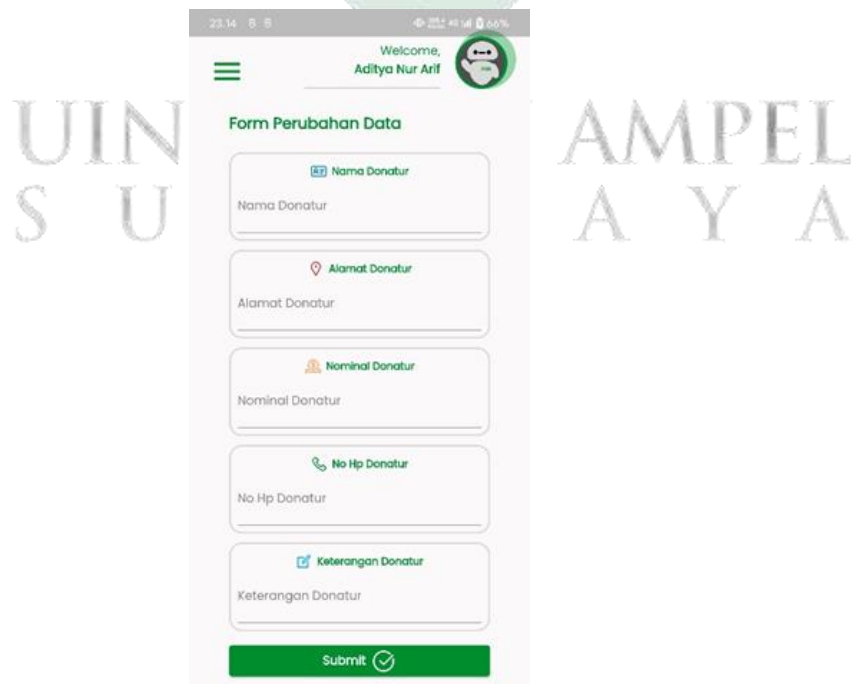 23.14
66%
Welcome,
Aditya Nur Arif
UIN AMPEL
S U A Y A
Form Perubahan Data
Nama Donatur
Nama Donatur
Alamat Donatur
Alamat Donatur
Nominal Donatur
Nominal Donatur
No Hp Donatur
No Hp Donatur
Keterangan Donatur
Keterangan Donatur
Submit